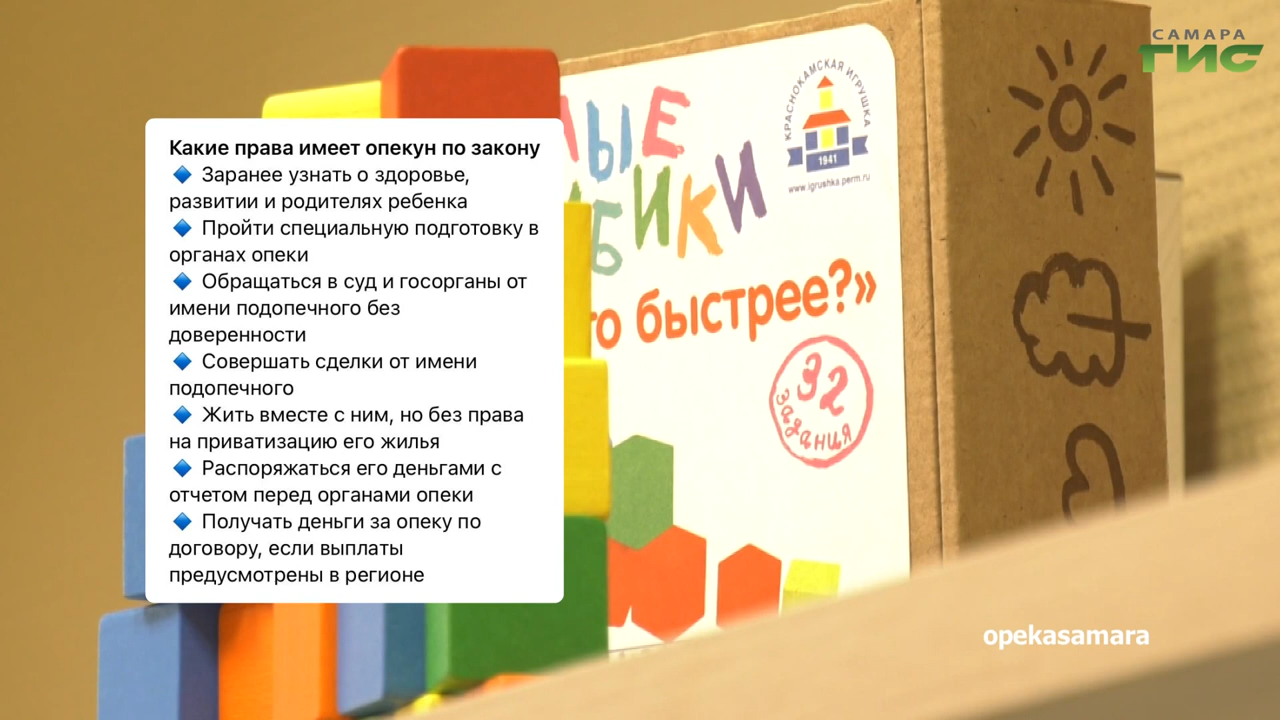 САМАРА
ГИС
Какие права имеет опекун по закону
🔹 Заранее узнать о здоровье,
развитии и родителях ребенка
🔹 Пройти специальную подготовку в
органах опеки
🔹 Обращаться в суд и госорганы от
имени подопечного без
доверенности
🔹 Совершать сделки от имени
подопечного
🔹 Жить вместе с ним, но без права
на приватизацию его жилья
🔹 Распоряжаться его деньгами с
отчетом перед органами опеки
🔹 Получать деньги за опеку по
договору, если выплаты
предусмотрены в регионе
КРАСНОКАМСКАЯ ИГРУШКА
1941
www.igrushka.perm.ru
быстрее?»
32
задания
opekasamara